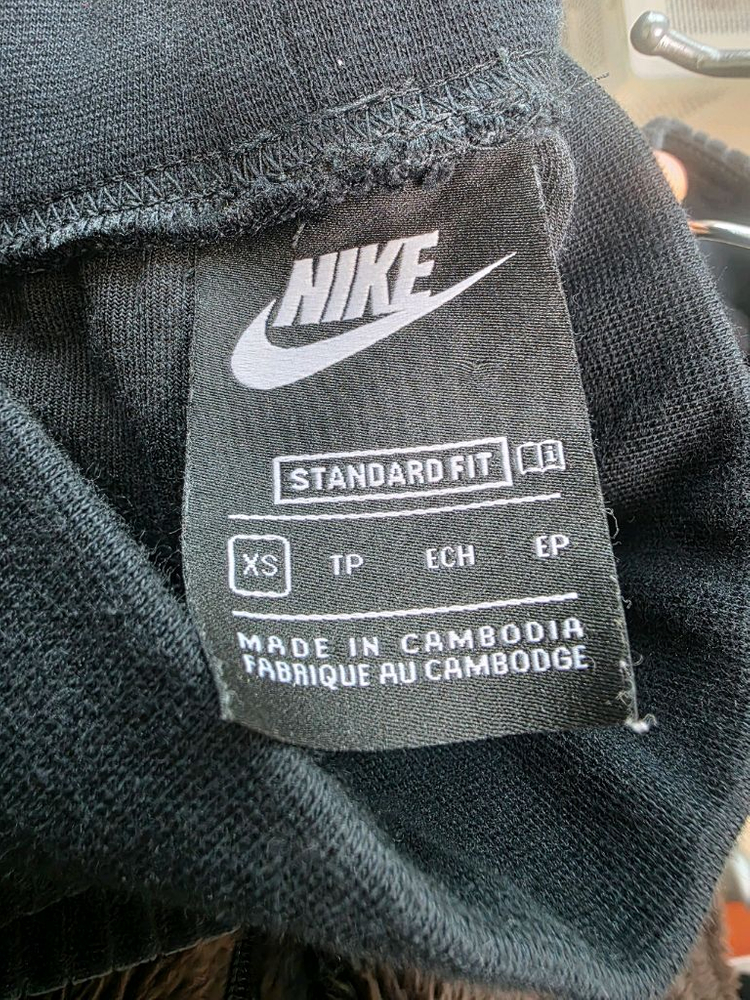 NIKE
STANDARD FIT
XS TP ECH EP
MADE IN CAMBODIA
FABRIQUE AU CAMBODGE